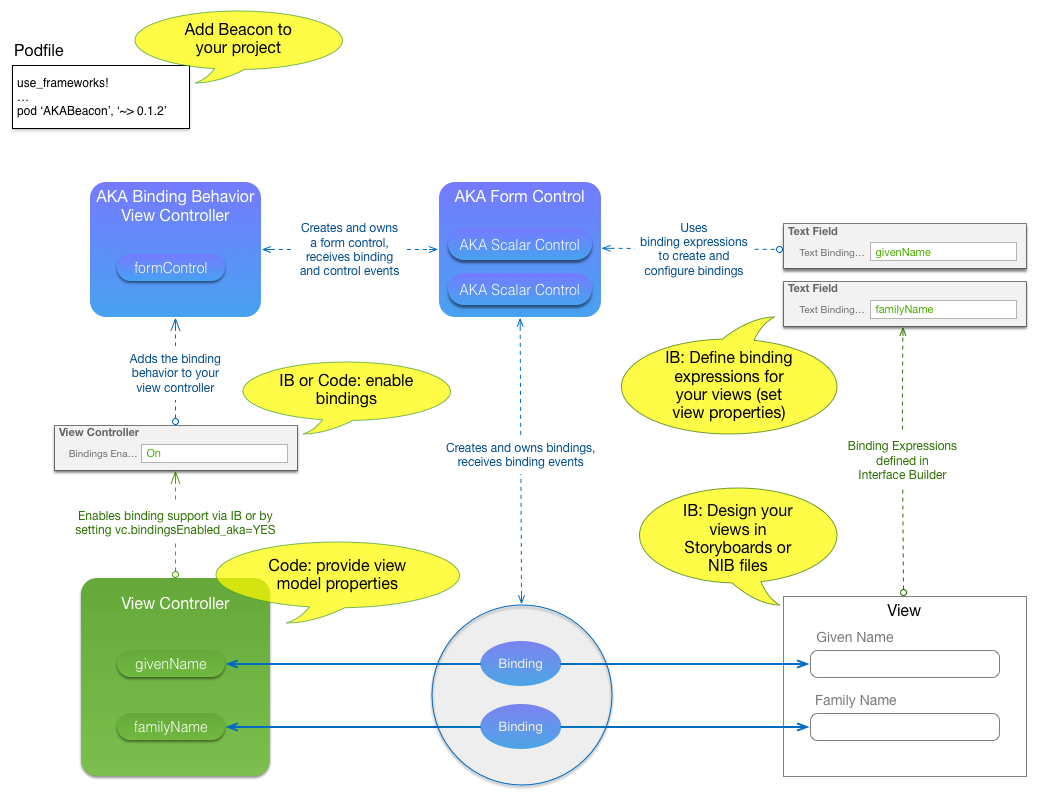 Add Beacon to
your project
Podfile
use_frameworks!
…
pod ‘AKABeacon’, ‘~> 0.1.2’
AKA Binding Behavior
View Controller
formControl
Creates and owns
a form control,
receives binding
and control events
AKA Form Control
AKA Scalar Control
AKA Scalar Control
Uses
binding expressions
to create and
configure bindings
Text Field
Text Binding… givenName
Text Field
Text Binding… familyName
Adds the binding
behavior to your
view controller
IB or Code: enable
bindings
IB: Define binding
expressions for
your views (set
view properties)
View Controller
Bindings Ena… On
Creates and owns bindings,
receives binding events
Binding Expressions
defined in
Interface Builder
Enables binding support via IB or by
setting vc.bindingsEnabled_aka=YES
IB: Design your
views in
Storyboards or
NIB files
Code: provide view
model properties
View Controller
givenName
familyName
Binding
Binding
View
Given Name
Family Name